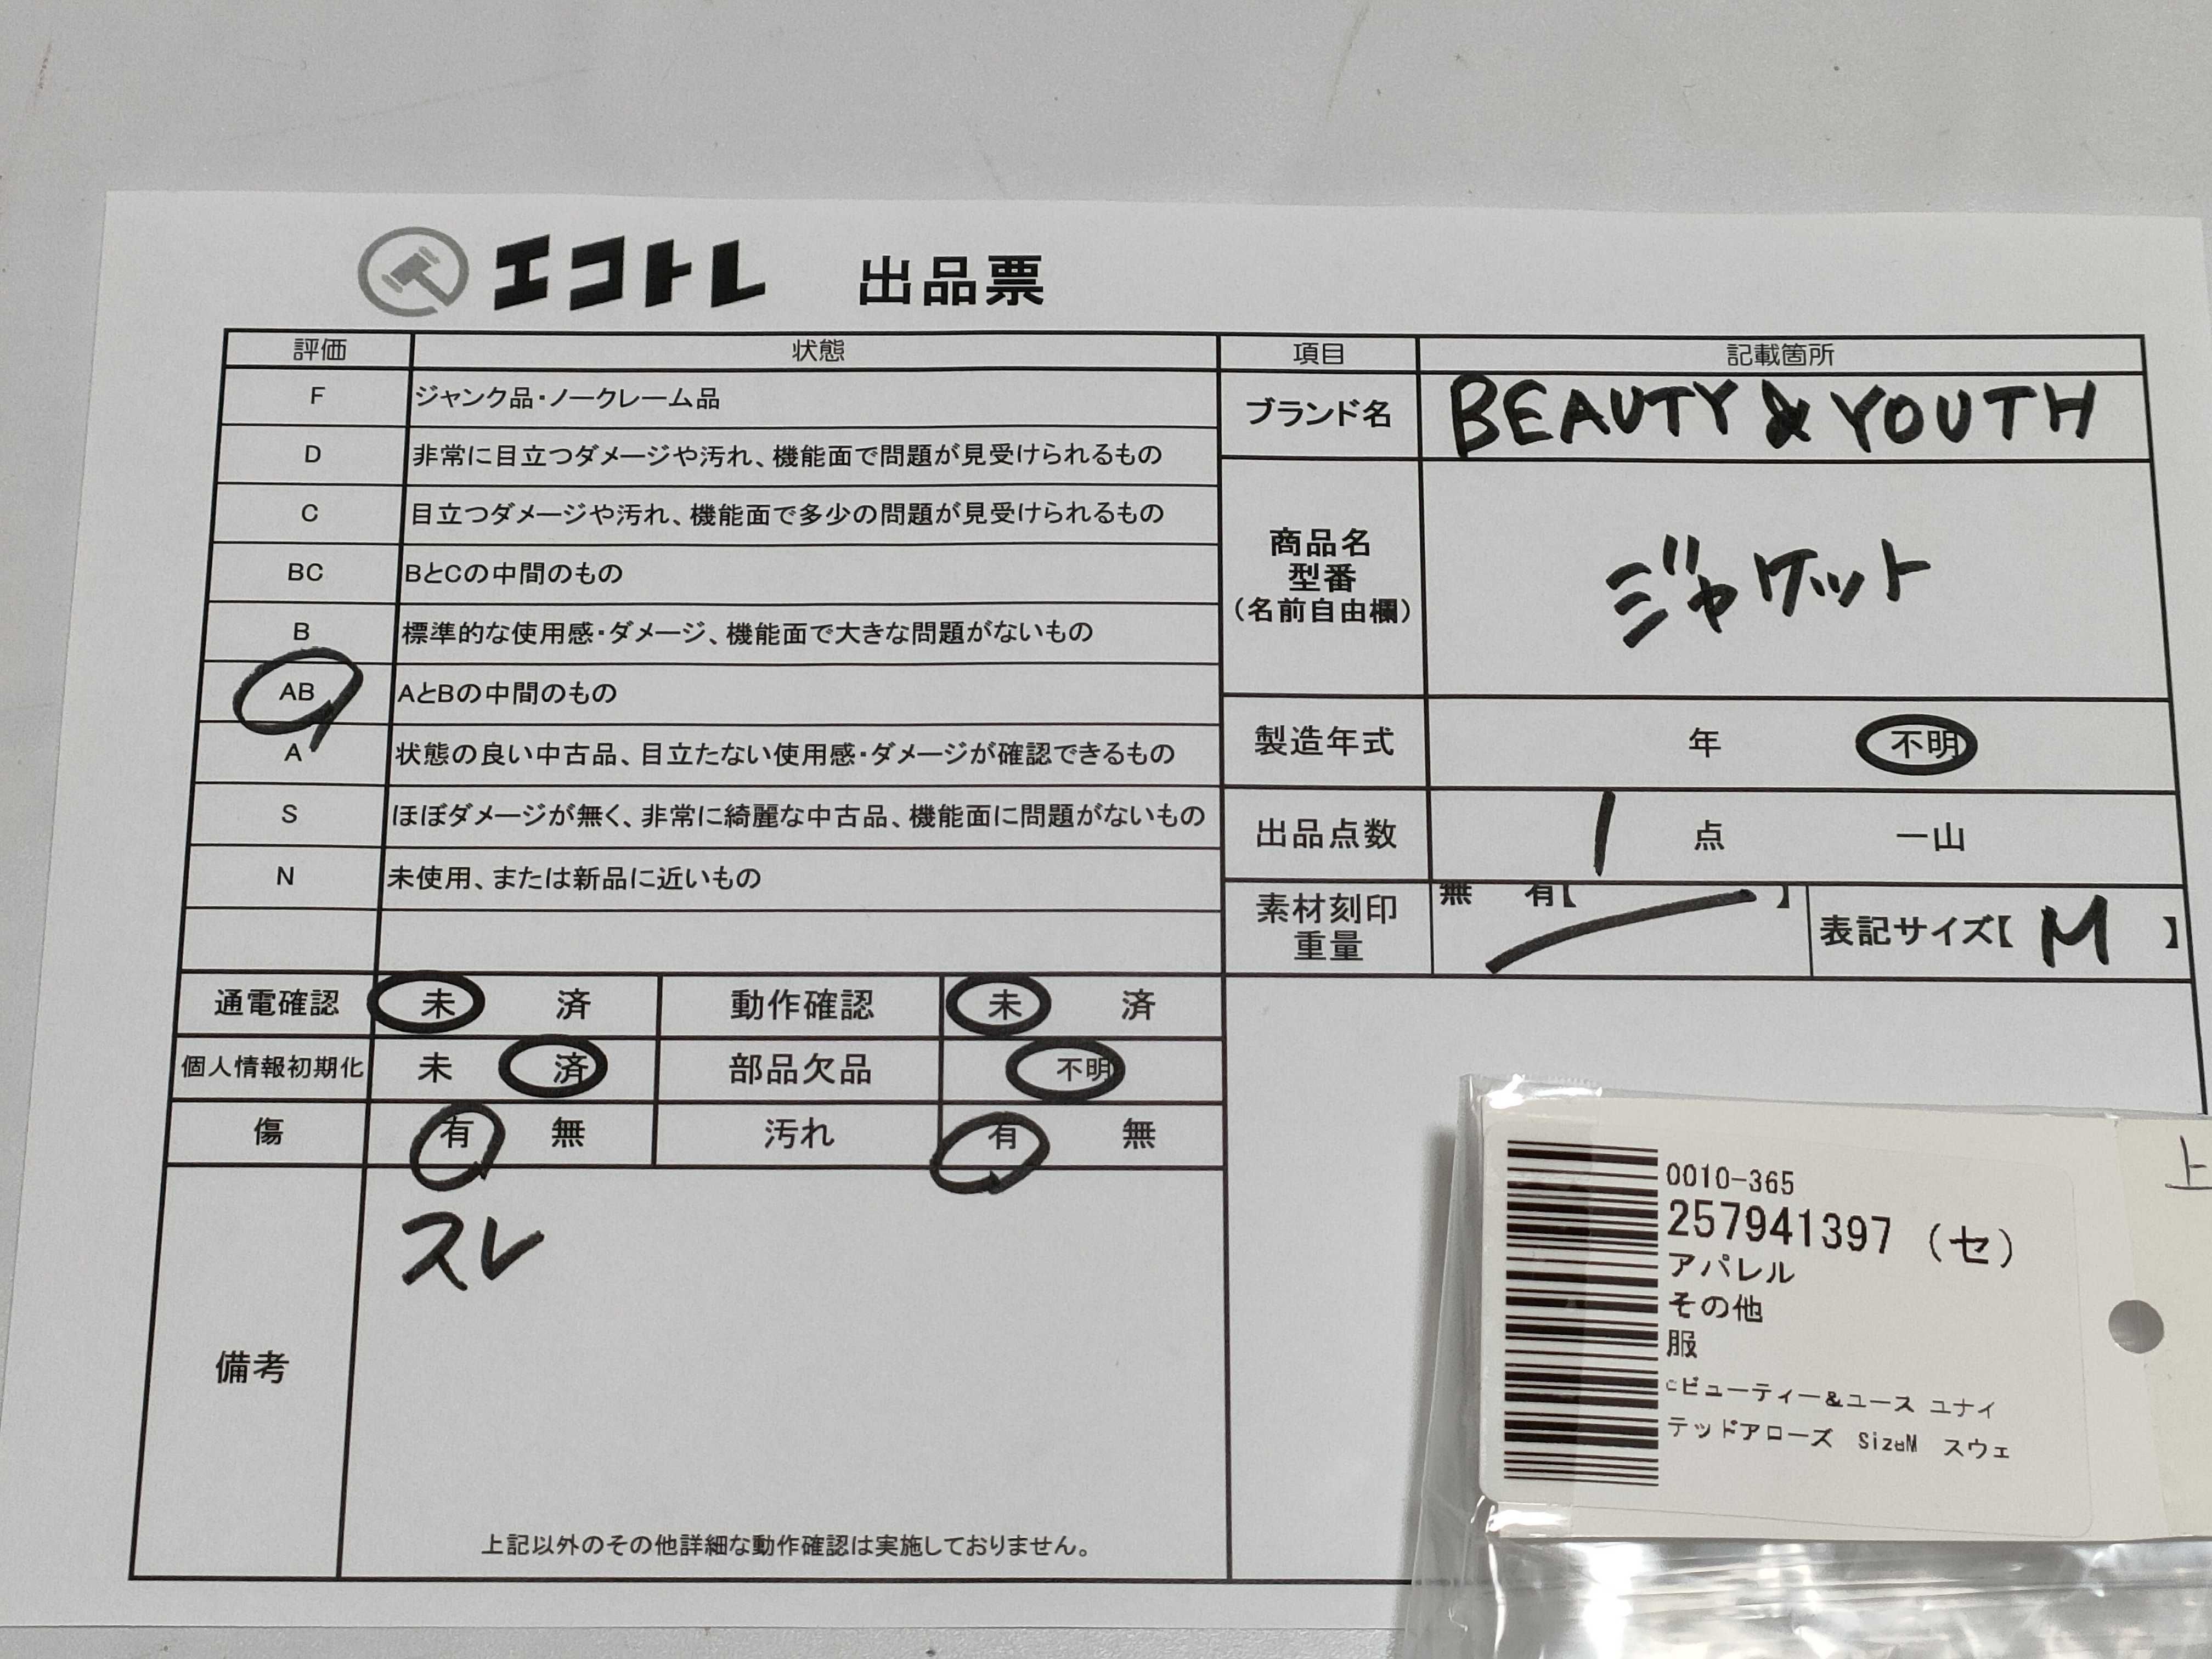 エコトレ 出品票
評価 状態
F ジャンク品・ノークレーム品
D 非常に目立つダメージや汚れ、機能面で問題が見受けられるもの
C 目立つダメージや汚れ、機能面で多少の問題が見受けられるもの
BC BとCの中間のもの
B 標準的な使用感・ダメージ、機能面で大きな問題がないもの
AB AとBの中間のもの
A 状態の良い中古品、目立たない使用感・ダメージが確認できるもの
S ほぼダメージが無く、非常に綺麗な中古品、機能面に問題がないもの
N 未使用、または新品に近いもの
項目 記載箇所
ブランド名 BEAUTY & YOUTH
商品名
型番
(名前自由欄)
ジャケット
製造年式 年 不明
出品点数 1 点 一山
素材刻印
重量
無 有【 】
表記サイズ【 M 】
通電確認 未 済 動作確認 未 済
個人情報初期化 未 済 部品欠品 不明
傷 有 無 汚れ 有 無
備考
スレ
上記以外のその他詳細な動作確認は実施しておりません。
0010-365
257941397 (セ)
アパレル
その他
服
cビューティー&ユース ユナイ
テッドアローズ SizeM スウェ
上